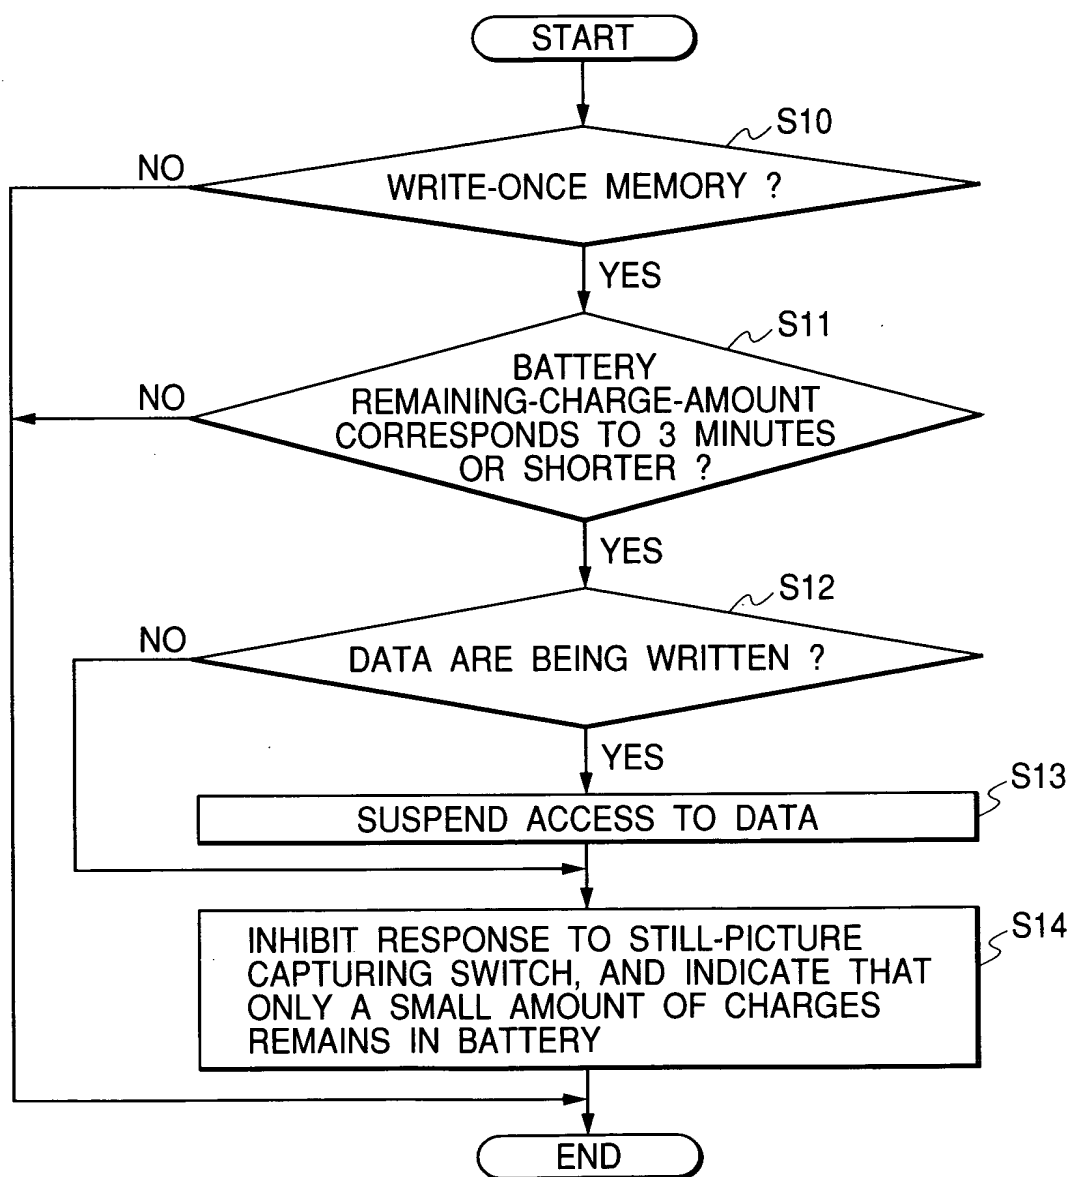 START
S10
NO
WRITE-ONCE MEMORY ?
YES
S11
NO
BATTERY
REMAINING-CHARGE-AMOUNT
CORRESPONDS TO 3 MINUTES
OR SHORTER ?
YES
S12
NO
DATA ARE BEING WRITTEN ?
YES
S13
SUSPEND ACCESS TO DATA
S14
INHIBIT RESPONSE TO STILL-PICTURE
CAPTURING SWITCH, AND INDICATE THAT
ONLY A SMALL AMOUNT OF CHARGES
REMAINS IN BATTERY
END